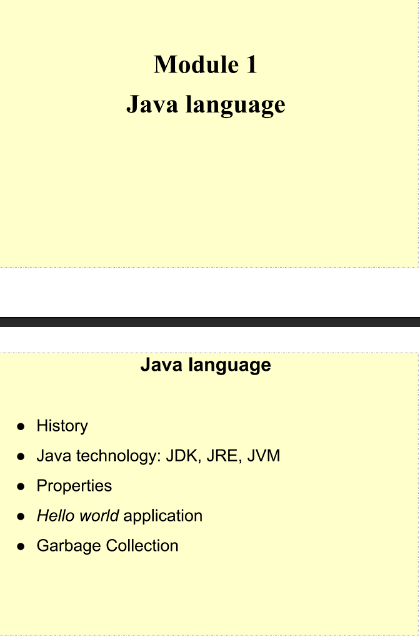 Module 1
Java language
Java language
● History
● Java technology: JDK, JRE, JVM
● Properties
● Hello world application
● Garbage Collection